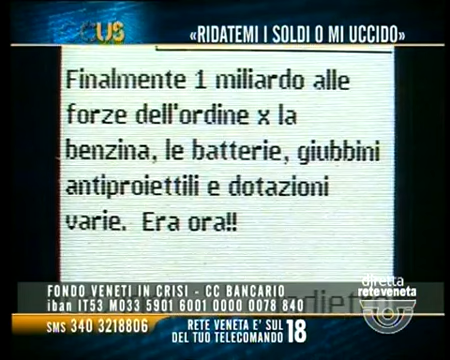 CUS
«RIDATEMI I SOLDI O MI UCCIDO»
Finalmente 1 miliardo alle
forze dell'ordine x la
benzina, le batterie, giubbini
antiproiettili e dotazioni
varie. Era ora!!
diretta
reteveneta
FONDO VENETI IN CRISI - CC BANCARIO
iban IT53 M033 5901 6001 0000 0078 840
SMS 340 3218806
RETE VENETA E' SUL
DEL TUO TELECOMANDO 18